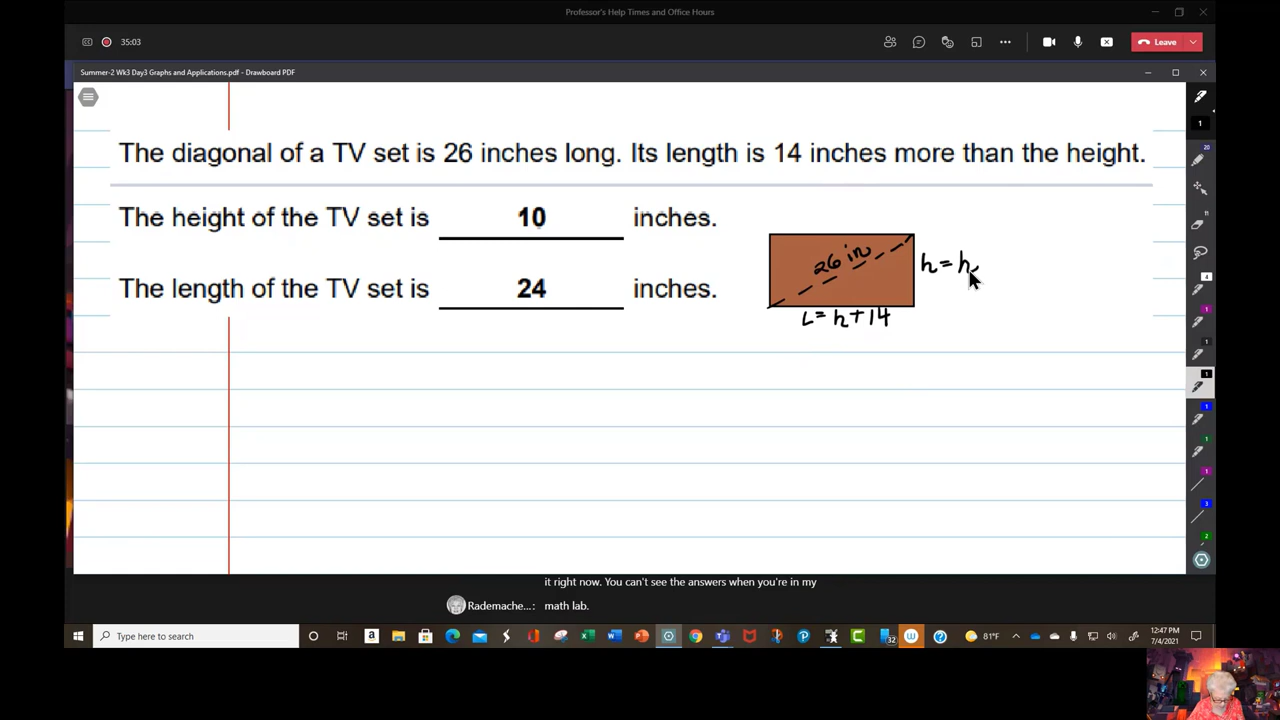 Professor's Help Times and Office Hours
35:03
Leave
Summer-2 Wk3 Day3 Graphs and Applications.pdf - Drawboard PDF
The diagonal of a TV set is 26 inches long. Its length is 14 inches more than the height.
The height of the TV set is 10 inches.
The length of the TV set is 24 inches.
26 in
h = h
L = h + 14
it right now. You can't see the answers when you're in my
Rademache...: math lab.
Type here to search
81°F
12:47 PM
7/4/2021